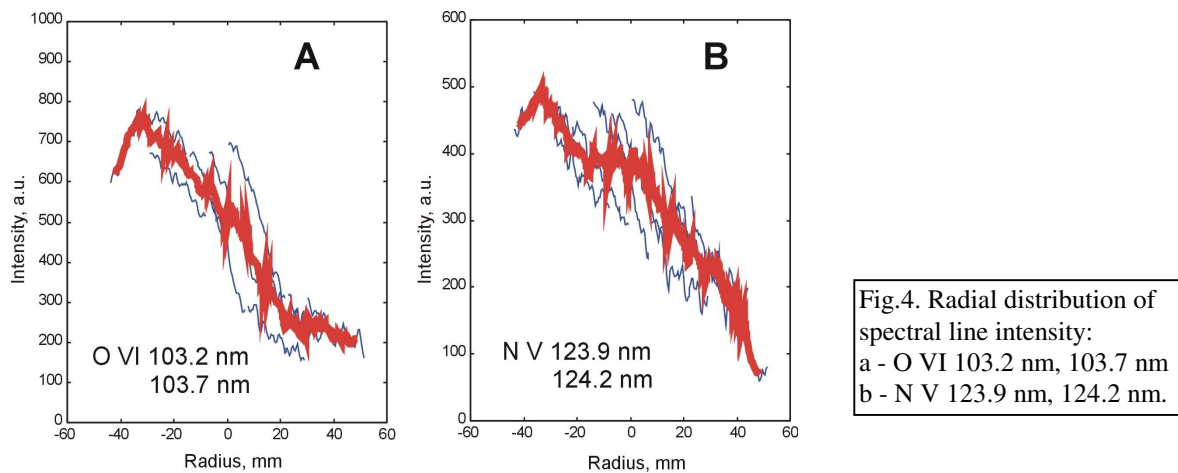 A
Intensity, a.u.
1000
900
800
700
600
500
400
300
200
100
0
-60 -40 -20 0 20 40 60
Radius, mm
O VI 103.2 nm
103.7 nm
B
Intensity, a.u.
600
500
400
300
200
100
0
-60 -40 -20 0 20 40 60
Radius, mm
N V 123.9 nm
124.2 nm
Fig.4. Radial distribution of
spectral line intensity:
a - O VI 103.2 nm, 103.7 nm
b - N V 123.9 nm, 124.2 nm.